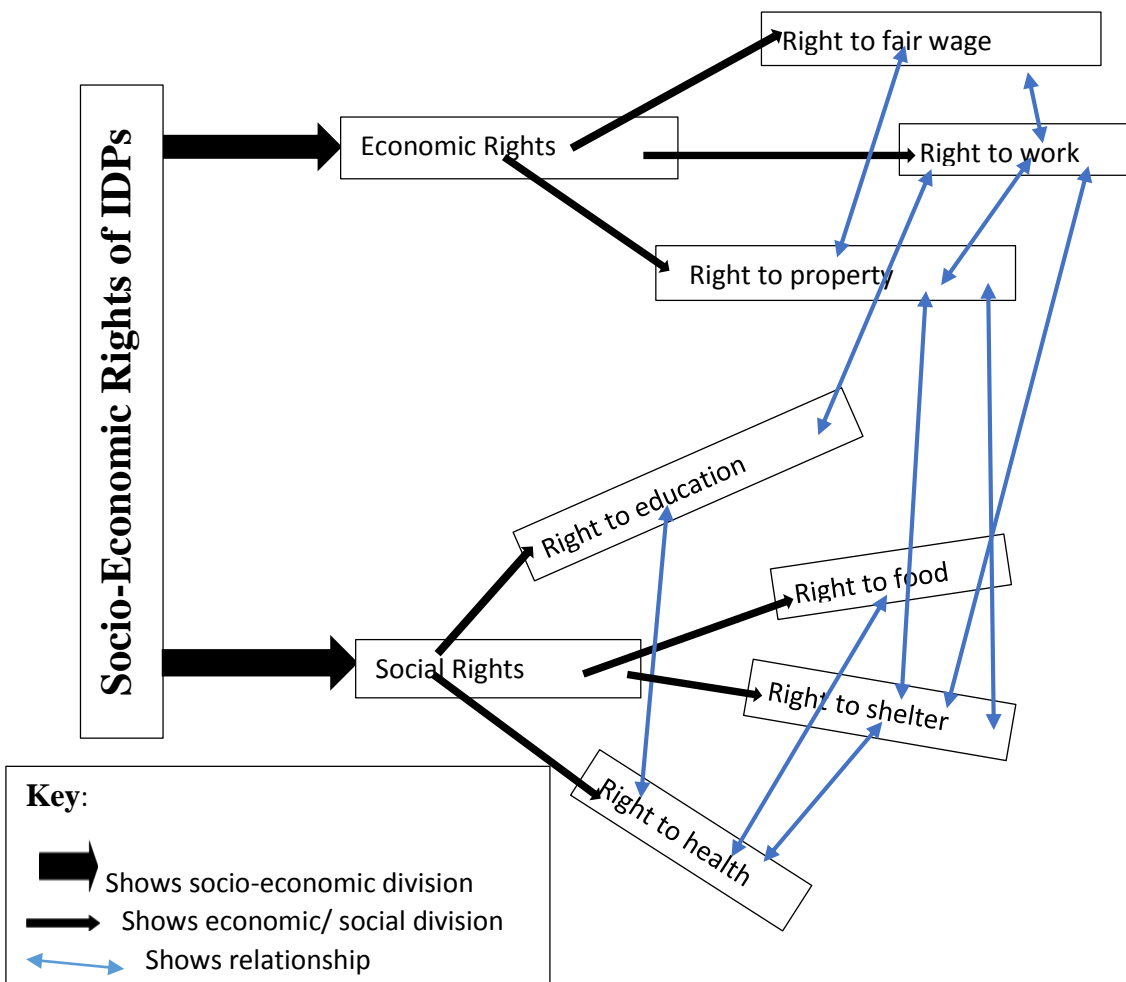 Socio-Economic Rights of IDPs
Right to fair wage
Economic Rights
Right to work
Right to property
Right to education
Right to food
Social Rights
Right to shelter
Right to health
Key:
Shows socio-economic division
Shows economic/ social division
Shows relationship